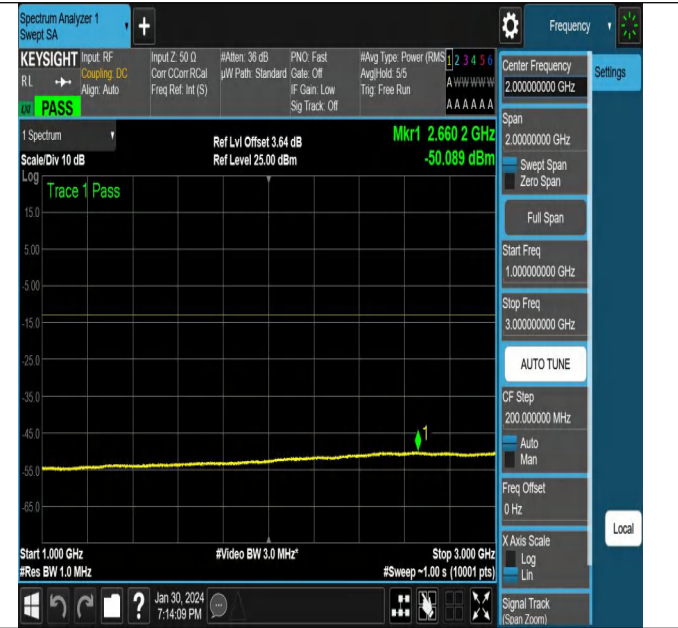 Spectrum Analyzer 1
Swept SA
Frequency
KEYSIGHT
RL
LXI PASS
Input: RF
Coupling: DC
Align: Auto
Input Z: 50 Ω
Corr CCorr RCal
Freq Ref: Int (S)
#Atten: 36 dB
µW Path: Standard
PNO: Fast
Gate: Off
IF Gain: Low
Sig Track: Off
#Avg Type: Power (RMS
Avg|Hold: 5/5
Trig: Free Run
1 2 3 4 5 6
A W W W W W
A A A A A A
1 Spectrum
Scale/Div 10 dB
Ref Lvl Offset 3.64 dB
Ref Level 25.00 dBm
Mkr1 2.660 2 GHz
-50.089 dBm
Log
Trace 1 Pass
15.0
5.00
-5.00
-15.0
-25.0
-35.0
-45.0
-55.0
-65.0
1
Start 1.000 GHz
#Res BW 1.0 MHz
#Video BW 3.0 MHz*
Stop 3.000 GHz
#Sweep ~1.00 s (10001 pts)
Center Frequency
2.000000000 GHz
Settings
Span
2.00000000 GHz
Swept Span
Zero Span
Full Span
Start Freq
1.000000000 GHz
Stop Freq
3.000000000 GHz
AUTO TUNE
CF Step
200.000000 MHz
Auto
Man
Freq Offset
0 Hz
X Axis Scale
Log
Lin
Local
Signal Track
(Span Zoom)
?
Jan 30, 2024
7:14:09 PM